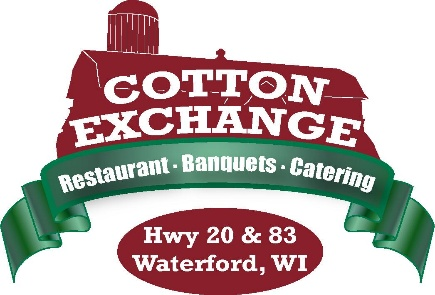 COTTON
EXCHANGE
Restaurant · Banquets · Catering
Hwy 20 & 83
Waterford, WI